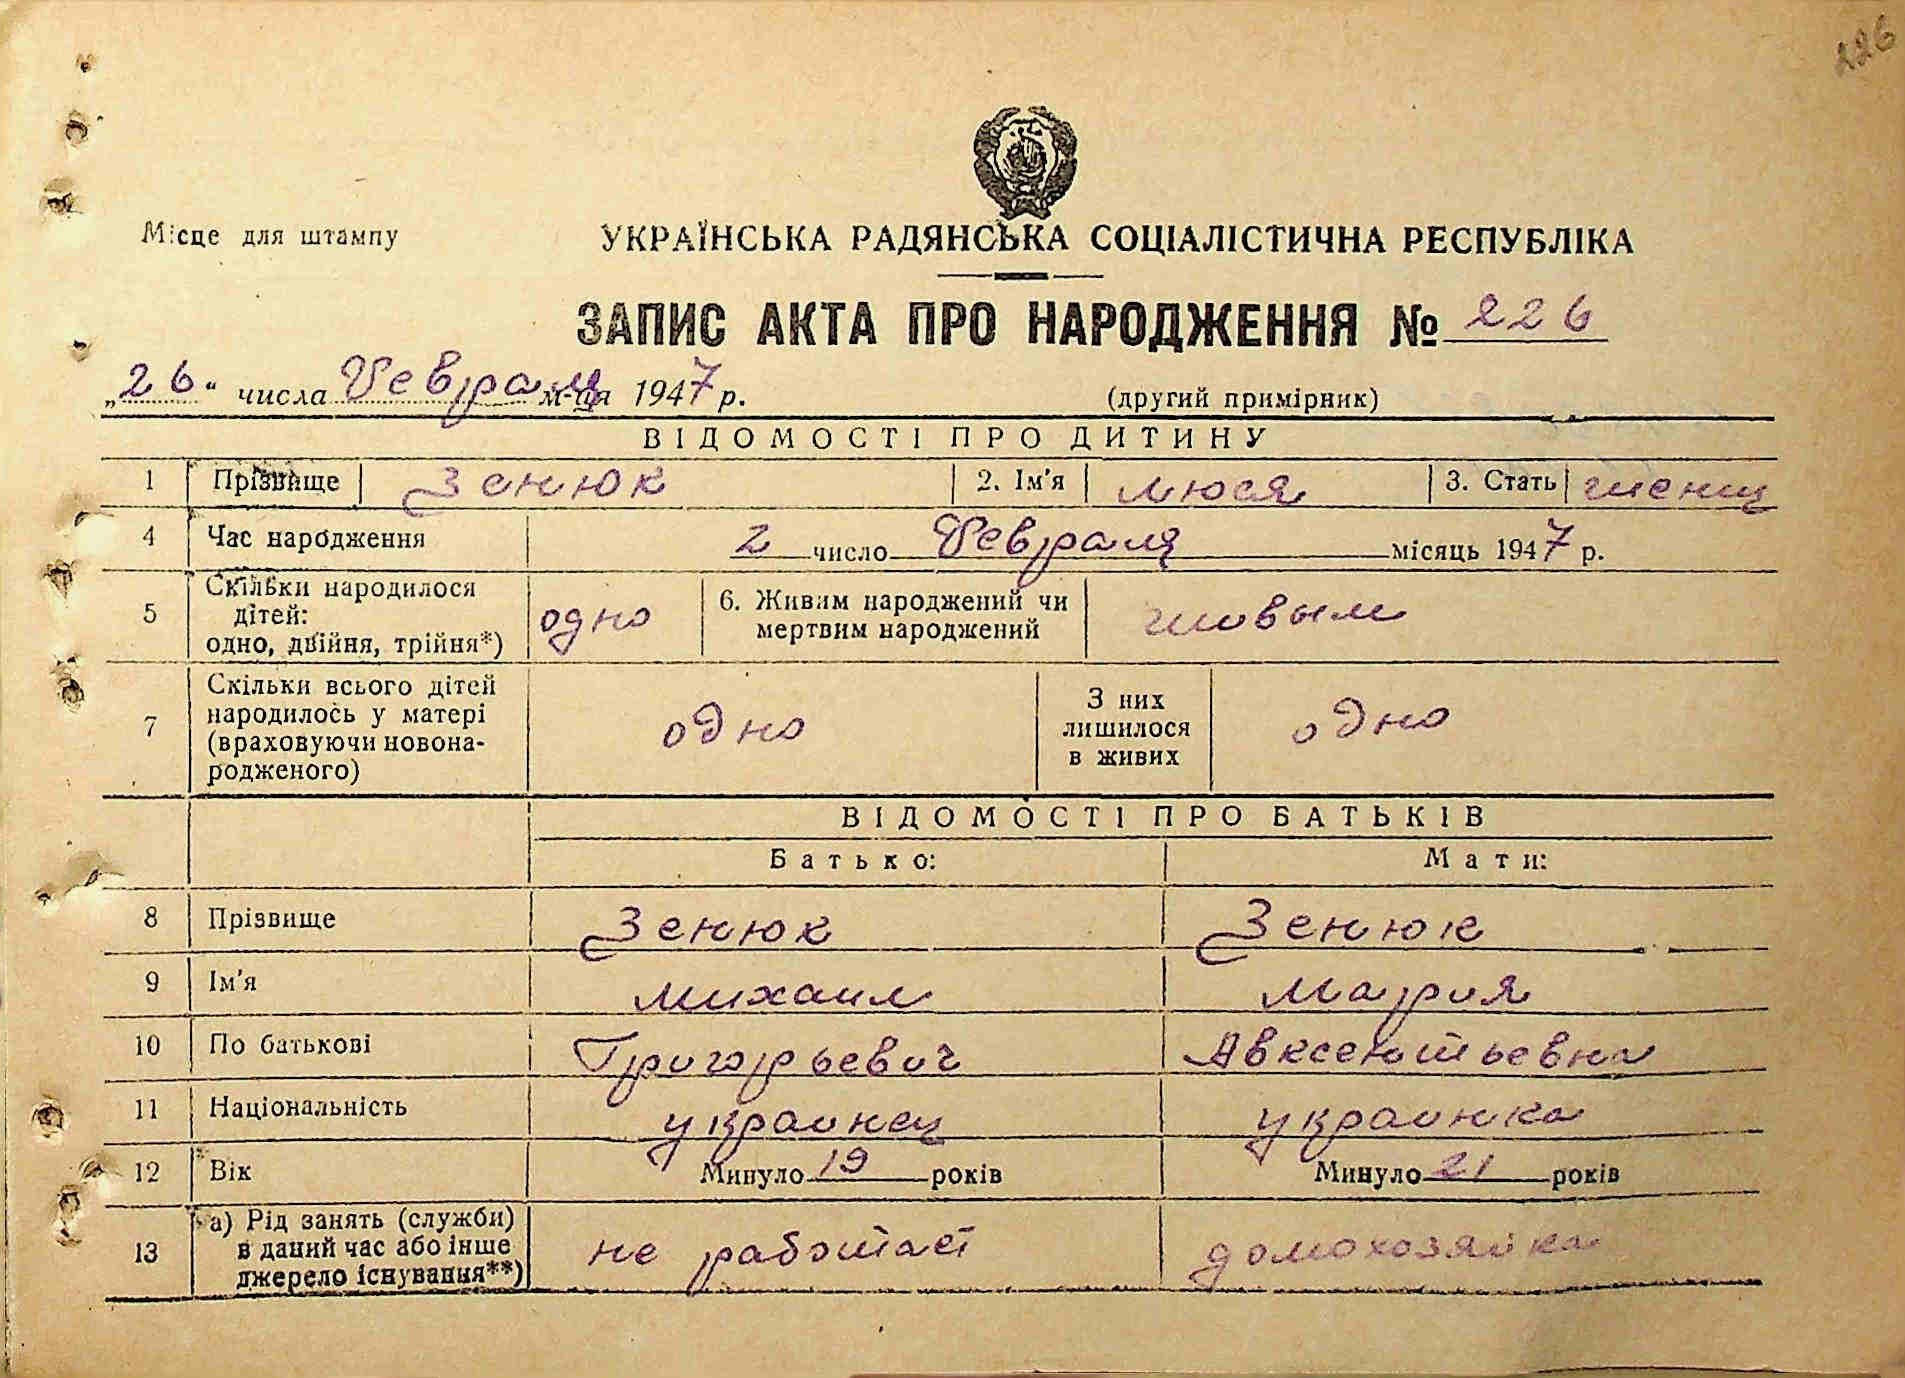 226
Місце для штампу
УКРАЇНСЬКА РАДЯНСЬКА СОЦІАЛІСТИЧНА РЕСПУБЛІКА
ЗАПИС АКТА ПРО НАРОДЖЕННЯ № 226
„26“ числа Февраля м-ця 1947 р. (другий примірник)
ВІДОМОСТІ ПРО ДИТИНУ
1 Прізвище Зенюк 2. Ім'я Люся 3. Стать женщ
4 Час народження 2 число Февраля місяць 1947 р.
5 Скільки народилося дітей: одно, двійня, трійня*) одно 6. Живим народжений чи мертвим народжений живым
7 Скільки всього дітей народилось у матері (враховуючи новонародженого) одно З них лишилося в живих одно
ВІДОМОСТІ ПРО БАТЬКІВ
Батько: Мати:
8 Прізвище Зенюк Зенюк
9 Ім'я Михаил Мария
10 По батькові Григорьевич Авксентьевна
11 Національність украинец украинка
12 Вік Минуло 19 років Минуло 21 років
13 а) Рід занять (служби) в даний час або інше джерело існування**) не работает домохозяйка